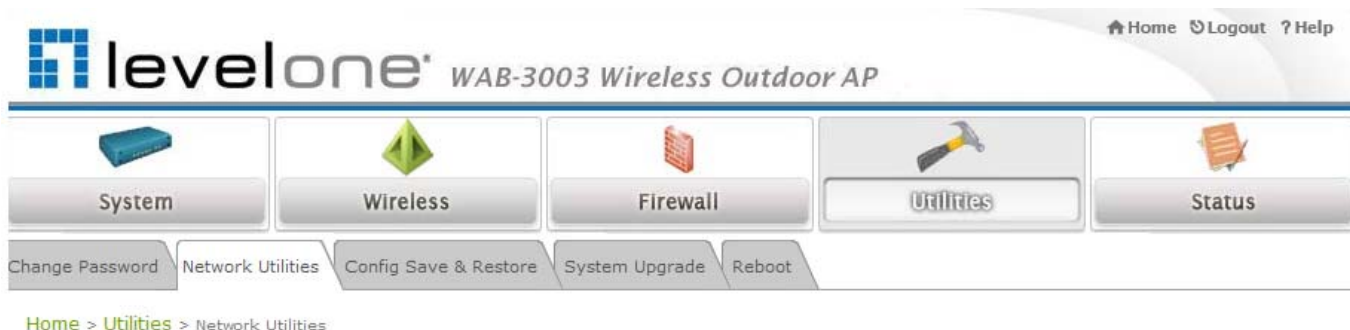 Home Logout ? Help
levelone WAB-3003 Wireless Outdoor AP
System Wireless Firewall Utilities Status
Change Password Network Utilities Config Save & Restore System Upgrade Reboot
Home > Utilities > Network Utilities